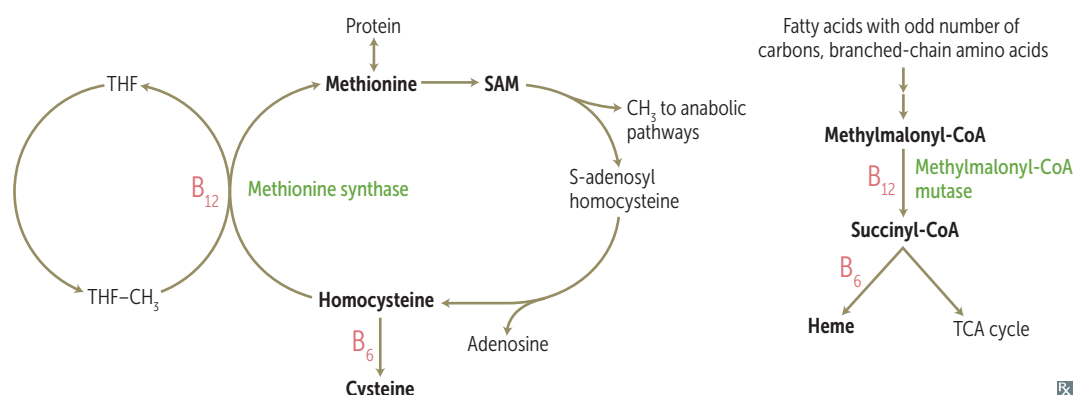 Protein
Methionine
SAM
THF
CH₃ to anabolic
pathways
B₁₂
Methionine synthase
S-adenosyl
homocysteine
THF–CH₃
Homocysteine
Adenosine
B₆
Cysteine
Fatty acids with odd number of
carbons, branched-chain amino acids
Methylmalonyl-CoA
B₁₂
Methylmalonyl-CoA
mutase
Succinyl-CoA
B₆
Heme
TCA cycle
Rx